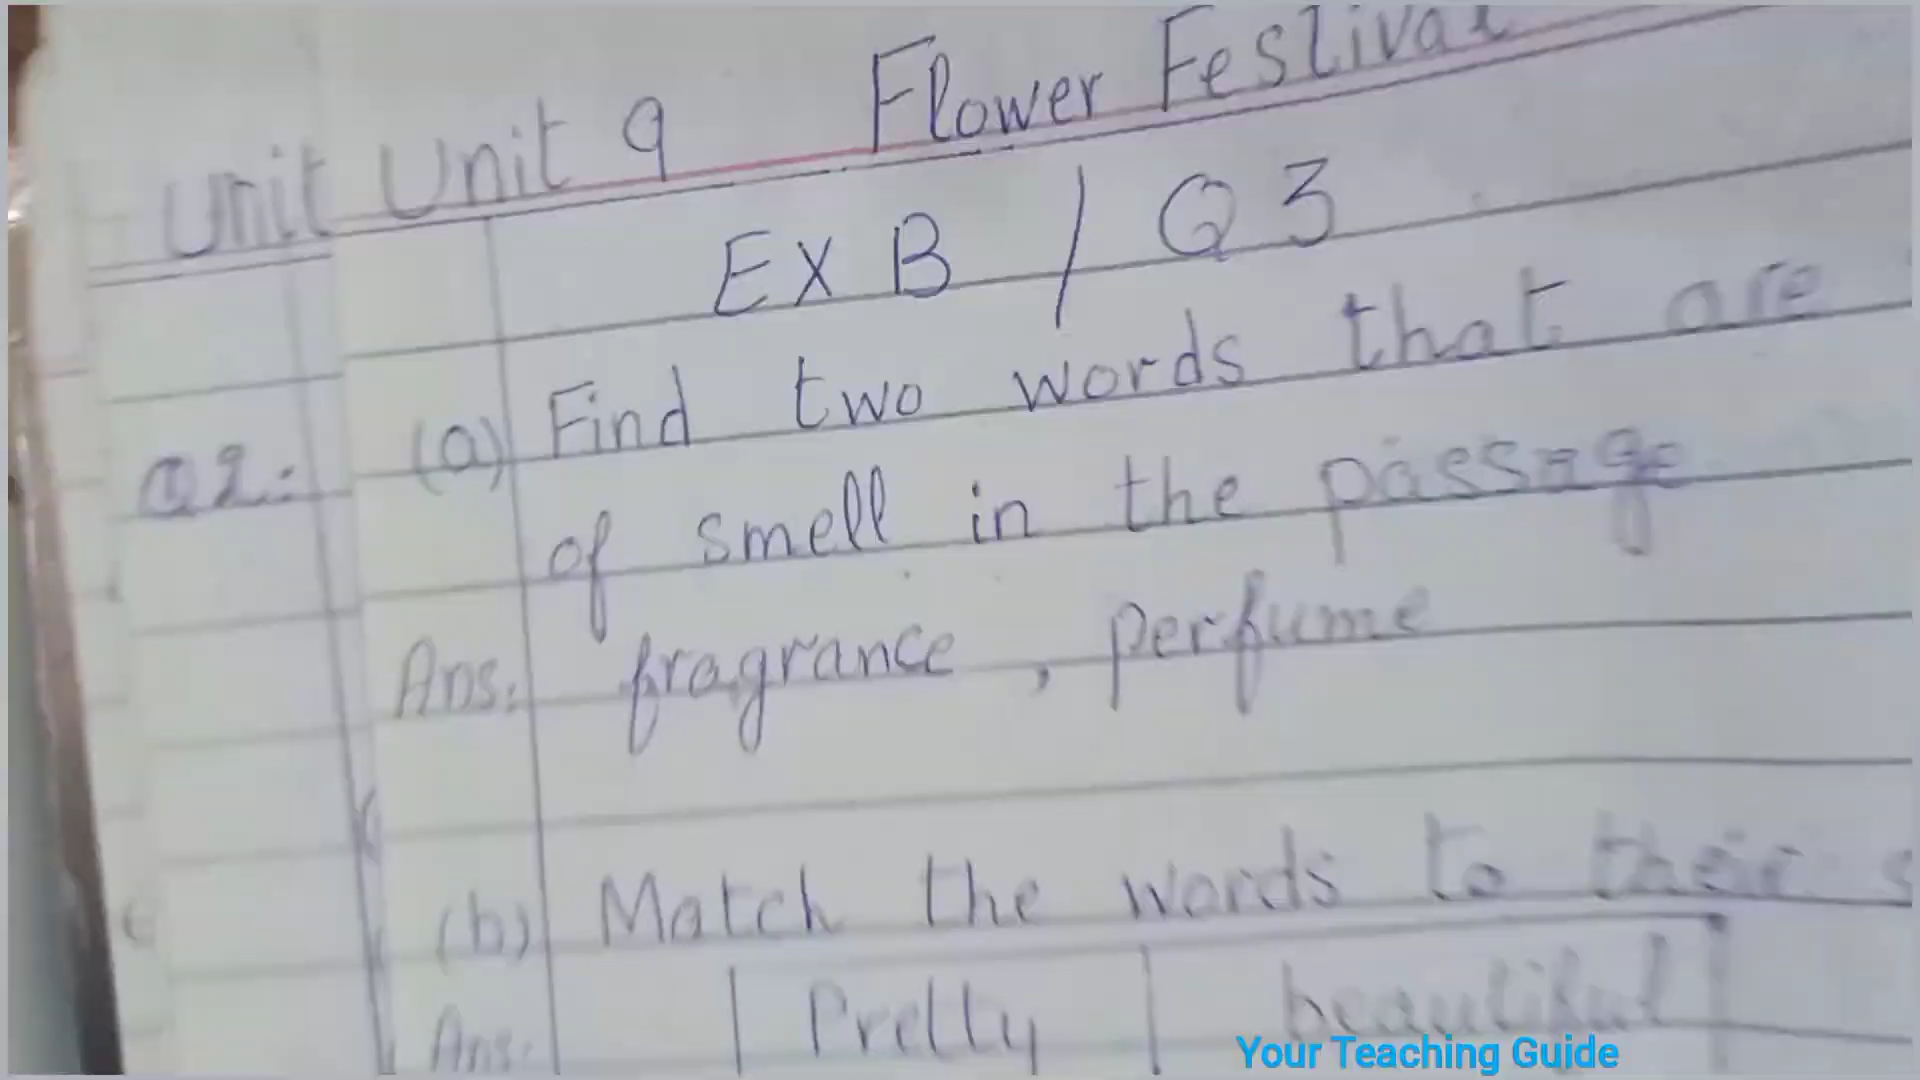 Unit Unit 9 Flower Festival
Ex B / Q 3
Q2: (a) Find two words that are
of smell in the passage
Ans: fragrance, perfume
(b) Match the words to their s
Ans: Pretty beautiful
Your Teaching Guide